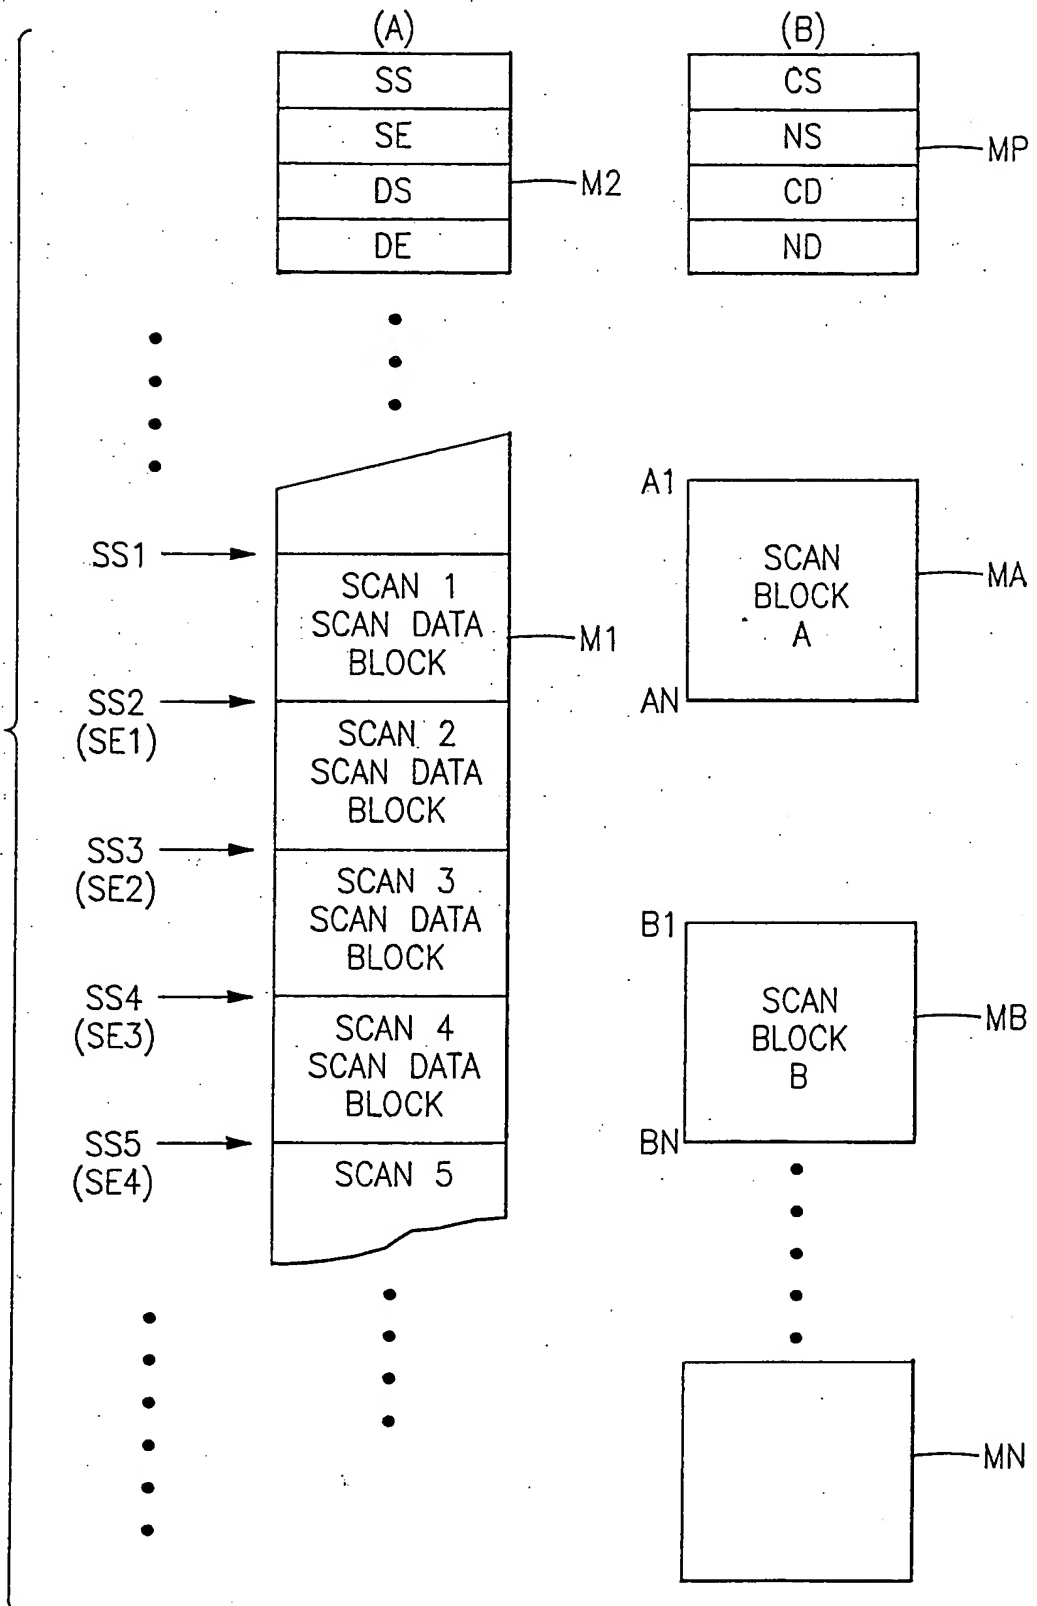 (A)
SS
SE
DS
DE
M2
SS1
SS2
(SE1)
SS3
(SE2)
SS4
(SE3)
SS5
(SE4)
SCAN 1
SCAN DATA
BLOCK
M1
SCAN 2
SCAN DATA
BLOCK
SCAN 3
SCAN DATA
BLOCK
SCAN 4
SCAN DATA
BLOCK
SCAN 5
(B)
CS
NS
CD
ND
MP
A1
SCAN
BLOCK
A
MA
AN
B1
SCAN
BLOCK
B
MB
BN
MN